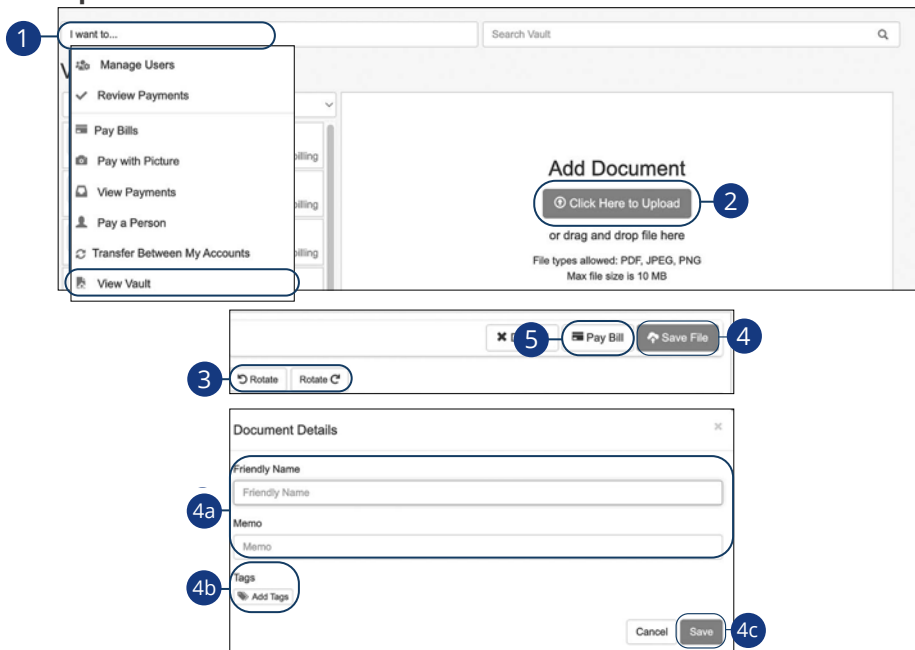 1
I want to...
Search Vault
Manage Users
Review Payments
Pay Bills
Pay with Picture
View Payments
Pay a Person
Transfer Between My Accounts
View Vault
billing
billing
billing
Add Document
Click Here to Upload
2
or drag and drop file here
File types allowed: PDF, JPEG, PNG
Max file size is 10 MB
5
Pay Bill
Save File
4
3
Rotate
Rotate
Document Details
Friendly Name
Friendly Name
4a
Memo
Memo
Tags
4b
Add Tags
Cancel
Save
4c